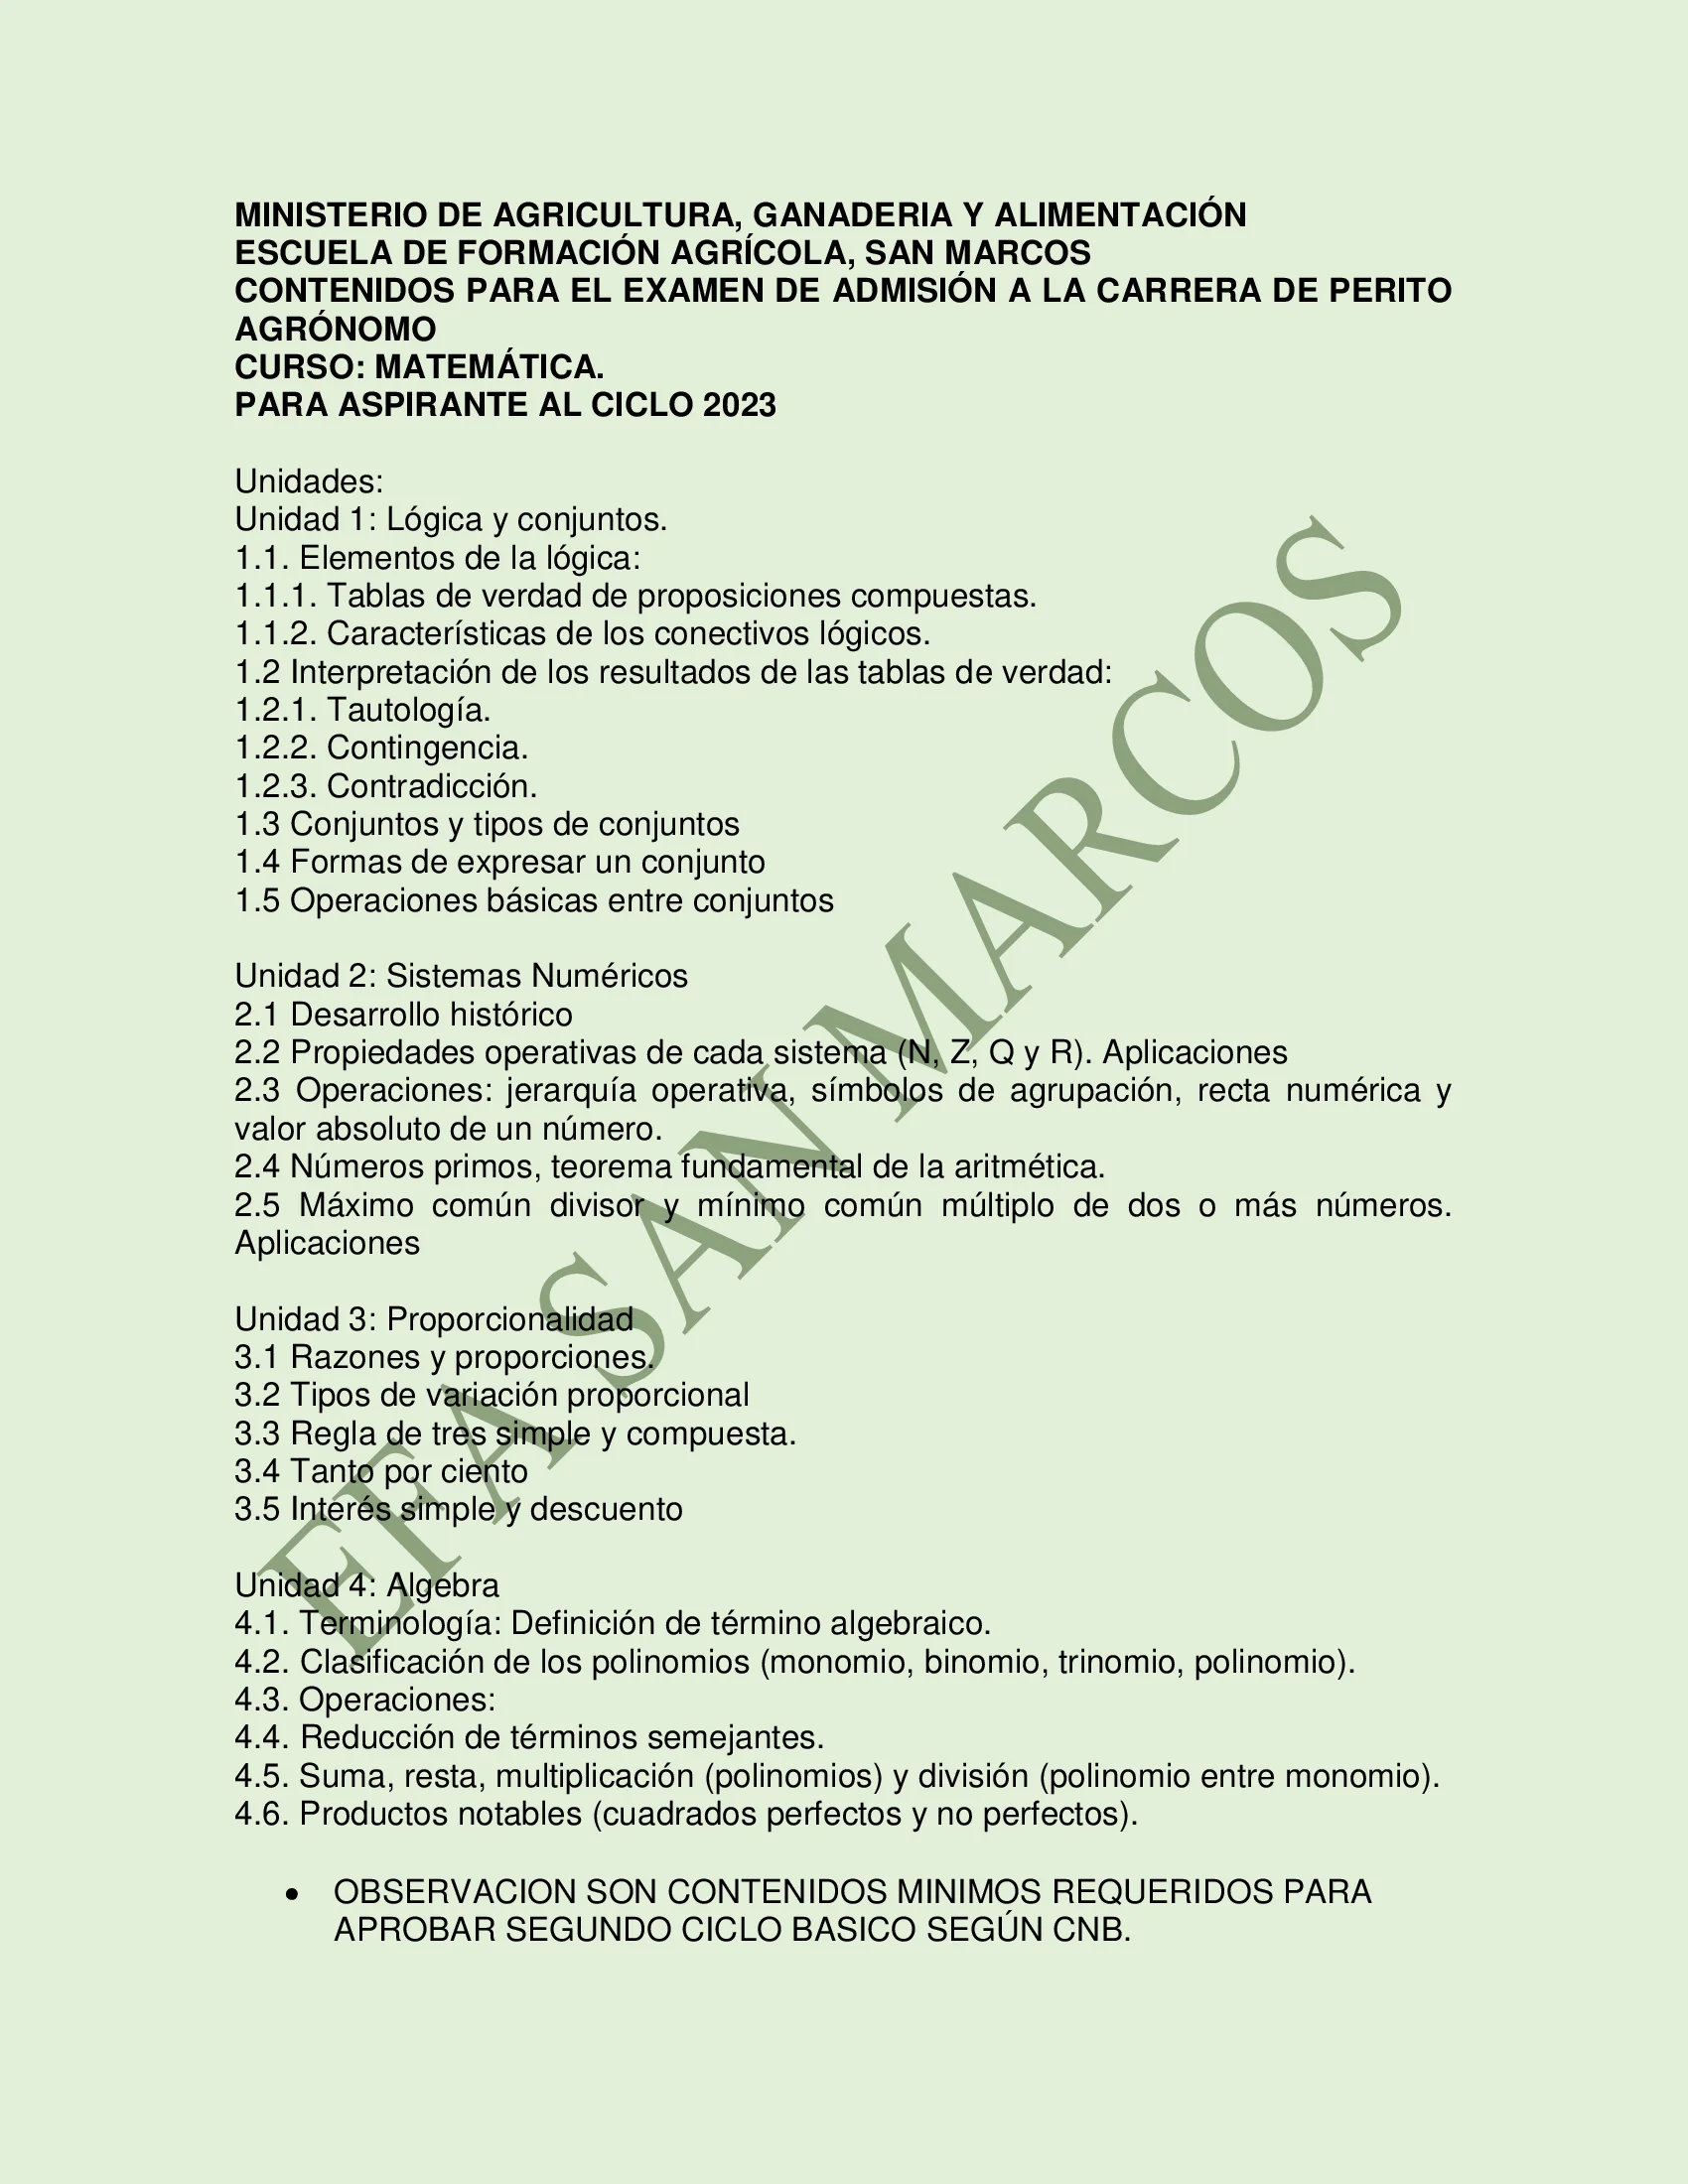 MINISTERIO DE AGRICULTURA, GANADERIA Y ALIMENTACIÓN
ESCUELA DE FORMACIÓN AGRÍCOLA, SAN MARCOS
CONTENIDOS PARA EL EXAMEN DE ADMISIÓN A LA CARRERA DE PERITO
AGRÓNOMO
CURSO: MATEMÁTICA.
PARA ASPIRANTE AL CICLO 2023
Unidades:
Unidad 1: Lógica y conjuntos.
1.1. Elementos de la lógica:
1.1.1. Tablas de verdad de proposiciones compuestas.
1.1.2. Características de los conectivos lógicos.
1.2 Interpretación de los resultados de las tablas de verdad:
1.2.1. Tautología.
1.2.2. Contingencia.
1.2.3. Contradicción.
1.3 Conjuntos y tipos de conjuntos
1.4 Formas de expresar un conjunto
1.5 Operaciones básicas entre conjuntos
Unidad 2: Sistemas Numéricos
2.1 Desarrollo histórico
2.2 Propiedades operativas de cada sistema (N, Z, Q y R). Aplicaciones
2.3 Operaciones: jerarquía operativa, símbolos de agrupación, recta numérica y
valor absoluto de un número.
2.4 Números primos, teorema fundamental de la aritmética.
2.5 Máximo común divisor y mínimo común múltiplo de dos o más números.
Aplicaciones
Unidad 3: Proporcionalidad
3.1 Razones y proporciones.
3.2 Tipos de variación proporcional
3.3 Regla de tres simple y compuesta.
3.4 Tanto por ciento
3.5 Interés simple y descuento
Unidad 4: Algebra
4.1. Terminología: Definición de término algebraico.
4.2. Clasificación de los polinomios (monomio, binomio, trinomio, polinomio).
4.3. Operaciones:
4.4. Reducción de términos semejantes.
4.5. Suma, resta, multiplicación (polinomios) y división (polinomio entre monomio).
4.6. Productos notables (cuadrados perfectos y no perfectos).
• OBSERVACION SON CONTENIDOS MINIMOS REQUERIDOS PARA
APROBAR SEGUNDO CICLO BASICO SEGÚN CNB.
EFA SAN MARCOS